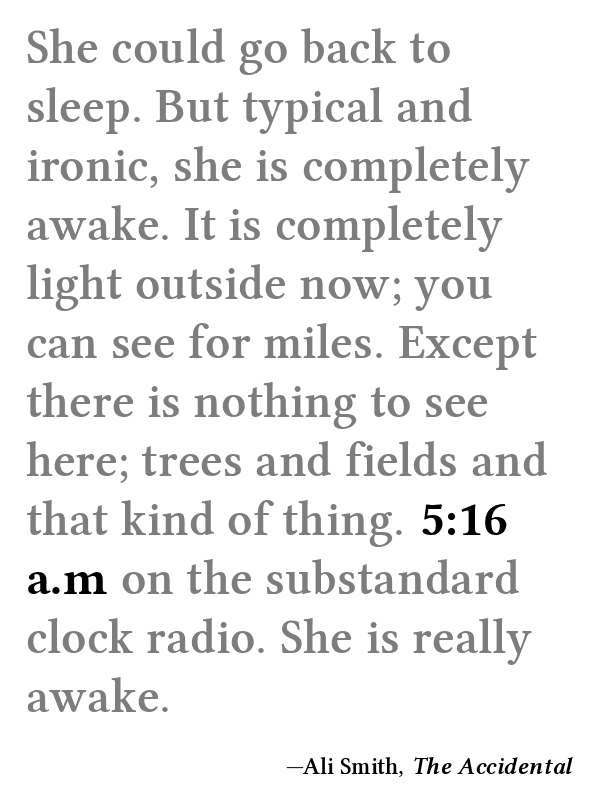 She could go back to
sleep. But typical and
ironic, she is completely
awake. It is completely
light outside now; you
can see for miles. Except
there is nothing to see
here; trees and fields and
that kind of thing. 5:16
a.m on the substandard
clock radio. She is really
awake.
—Ali Smith, The Accidental